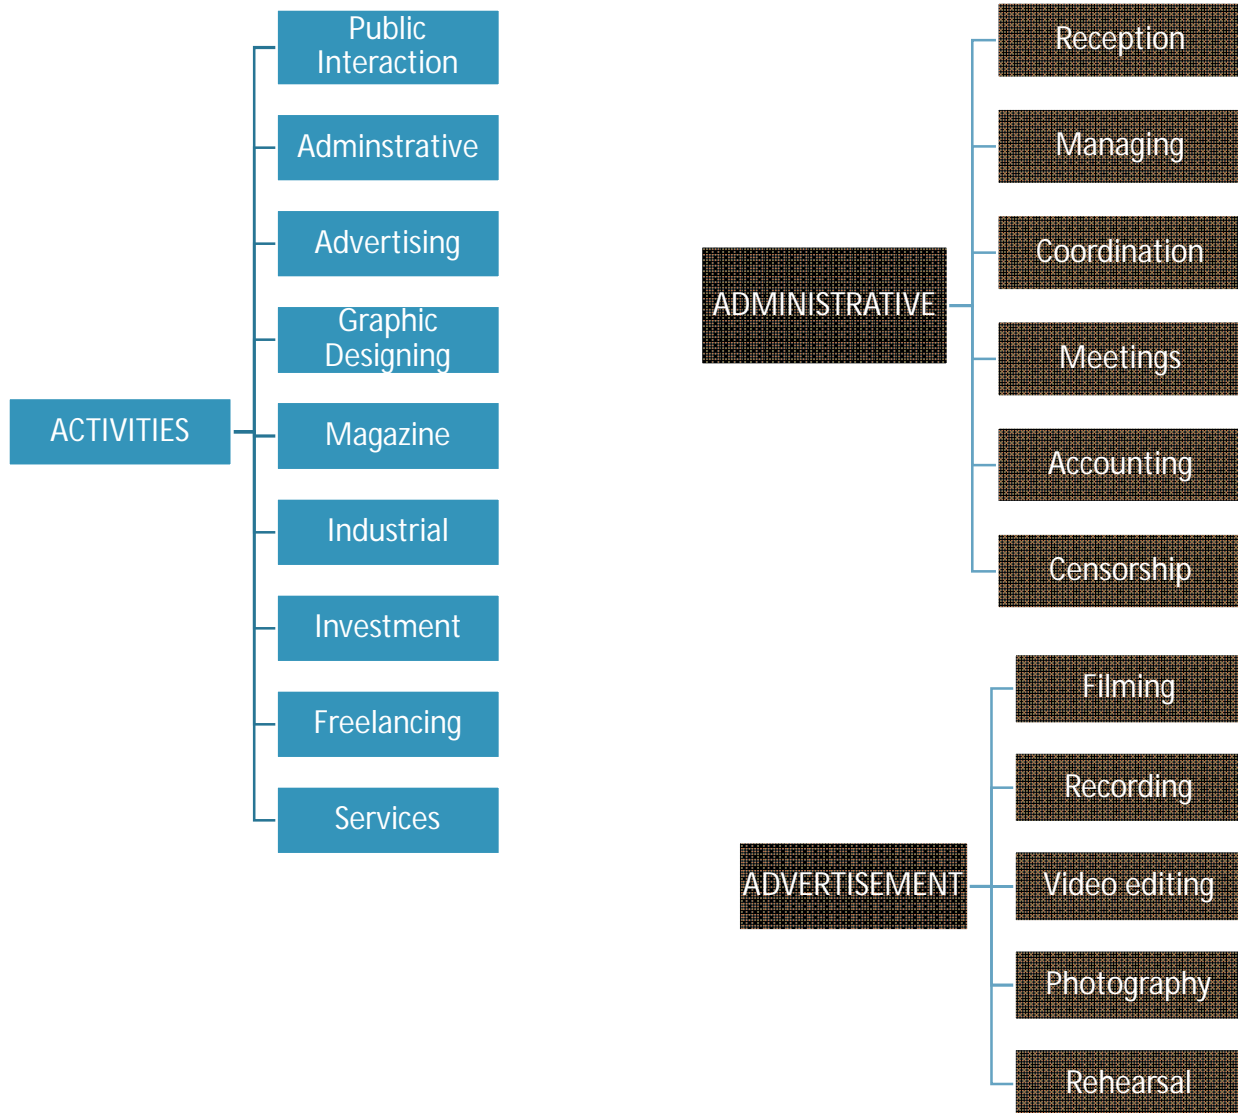 ACTIVITIES
Public
Interaction
Adminstrative
Advertising
Graphic
Designing
Magazine
Industrial
Investment
Freelancing
Services
ADMINISTRATIVE
Reception
Managing
Coordination
Meetings
Accounting
Censorship
ADVERTISEMENT
Filming
Recording
Video editing
Photography
Rehearsal